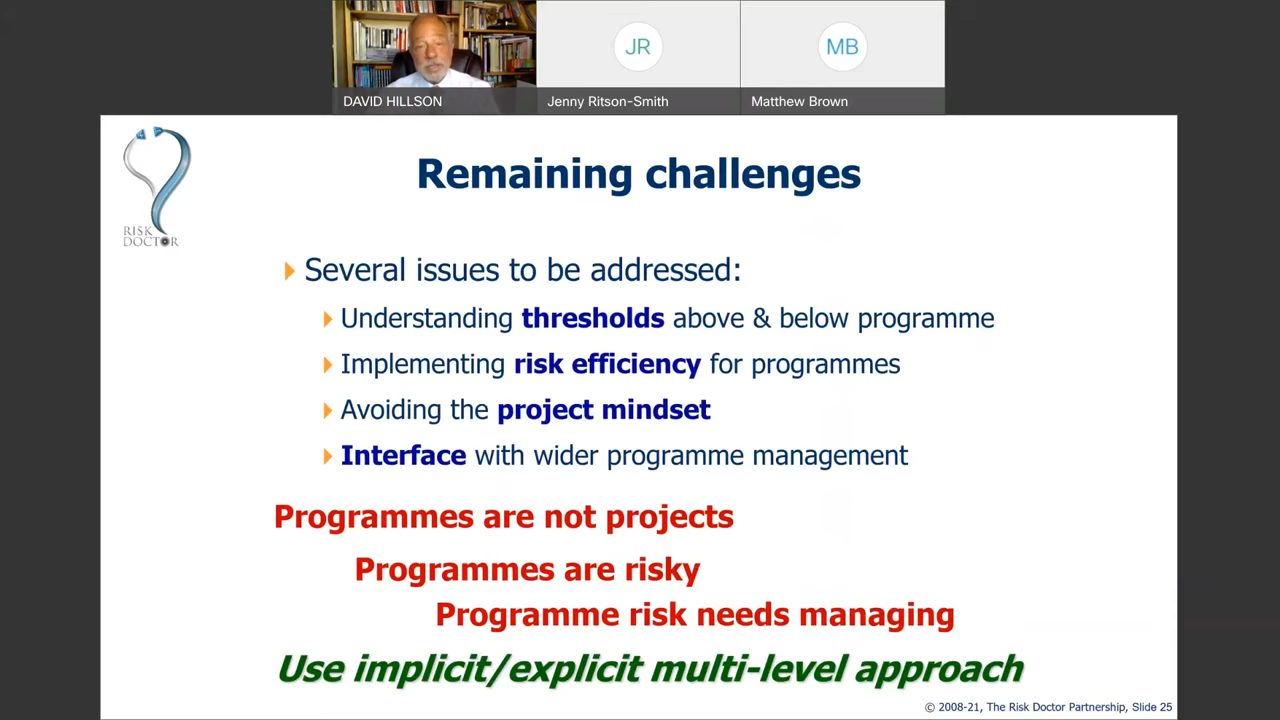 JR
MB
DAVID HILLSON
Jenny Ritson-Smith
Matthew Brown
RISK
DOCTOR
Remaining challenges
Several issues to be addressed:
Understanding thresholds above & below programme
Implementing risk efficiency for programmes
Avoiding the project mindset
Interface with wider programme management
Programmes are not projects
Programmes are risky
Programme risk needs managing
Use implicit/explicit multi-level approach
© 2008-21, The Risk Doctor Partnership, Slide 25